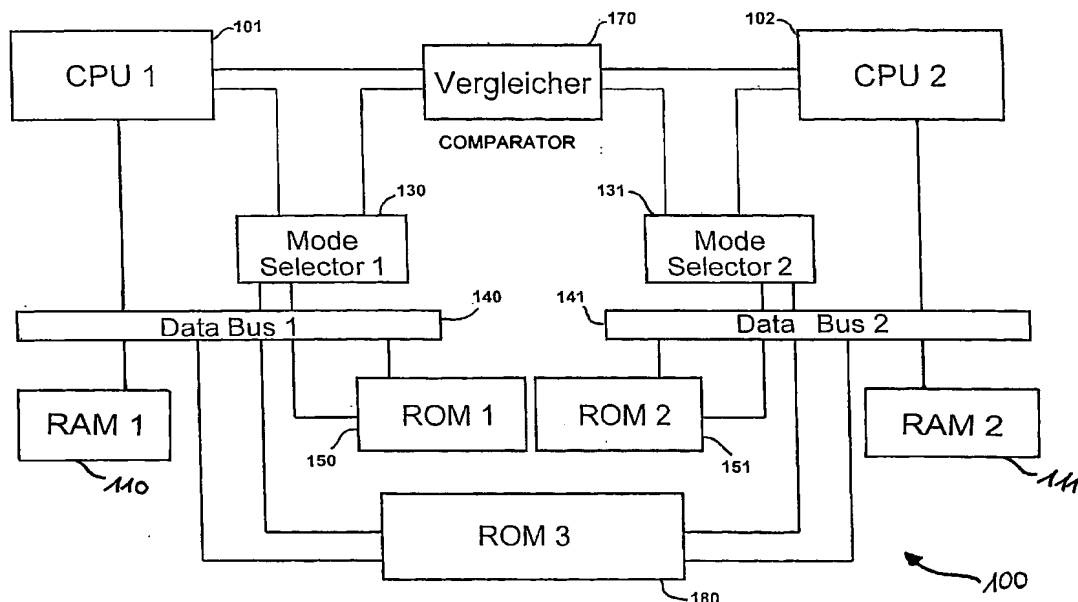 101
170
102
CPU 1
Vergleicher
CPU 2
COMPARATOR
130
131
Mode
Selector 1
Mode
Selector 2
140
141
Data Bus 1
Data Bus 2
RAM 1
ROM 1
ROM 2
RAM 2
150
151
110
111
ROM 3
180
100